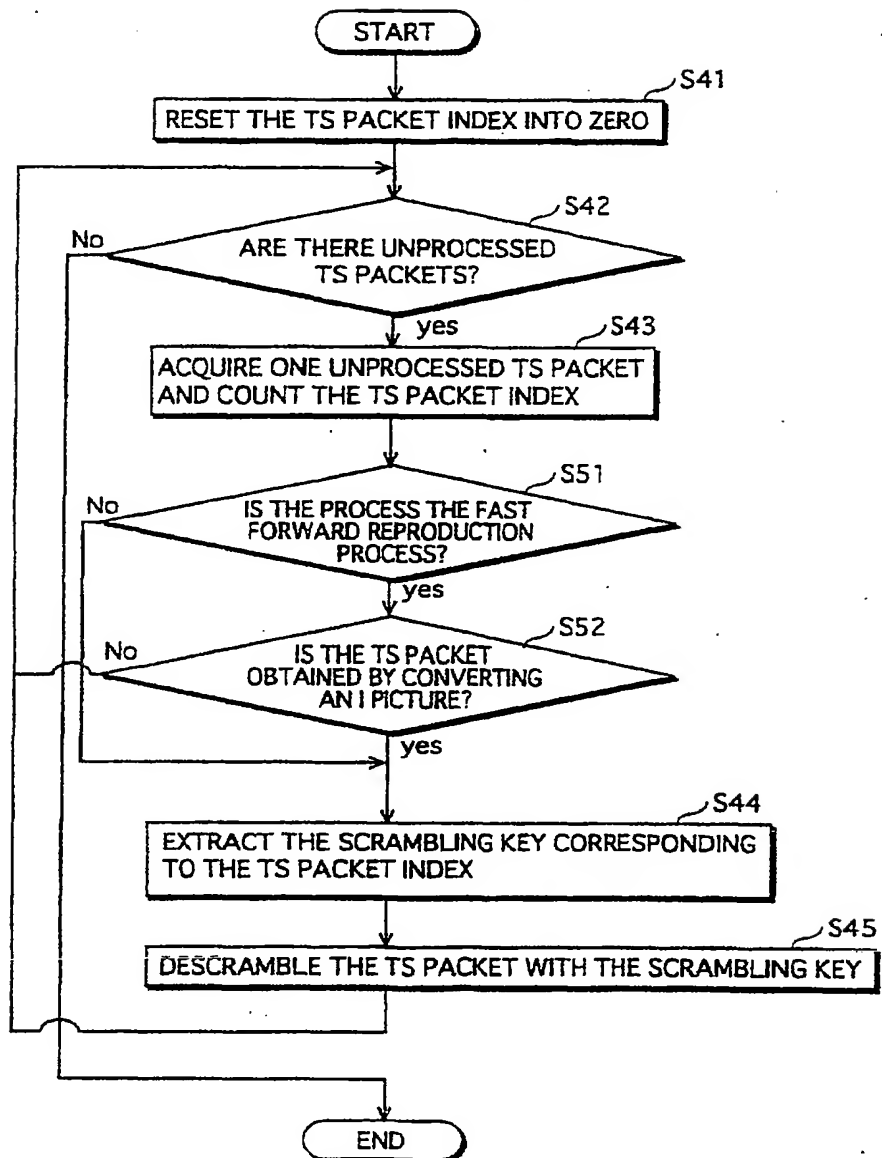 START
S41
RESET THE TS PACKET INDEX INTO ZERO
S42
No
ARE THERE UNPROCESSED
TS PACKETS?
yes
S43
ACQUIRE ONE UNPROCESSED TS PACKET
AND COUNT THE TS PACKET INDEX
S51
No
IS THE PROCESS THE FAST
FORWARD REPRODUCTION
PROCESS?
yes
S52
No
IS THE TS PACKET
OBTAINED BY CONVERTING
AN I PICTURE?
yes
S44
EXTRACT THE SCRAMBLING KEY CORRESPONDING
TO THE TS PACKET INDEX
S45
DESCRAMBLE THE TS PACKET WITH THE SCRAMBLING KEY
END